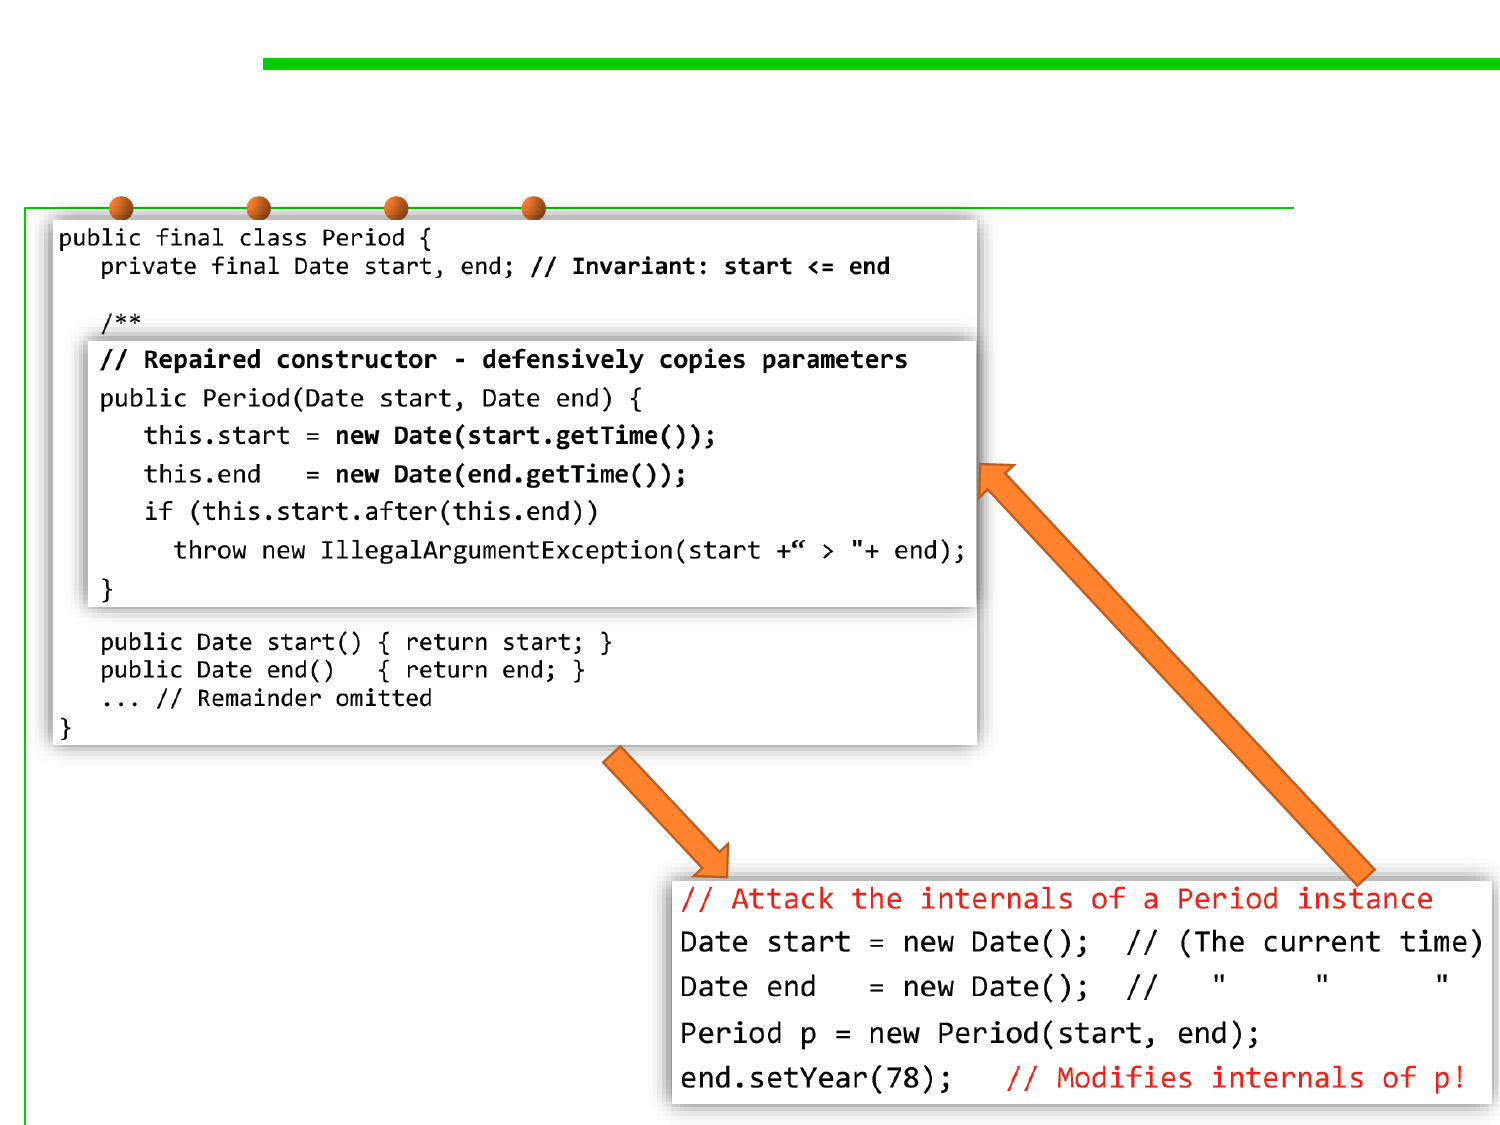 public final class Period {
private final Date start, end; // Invariant: start <= end
/**
// Repaired constructor - defensively copies parameters
public Period(Date start, Date end) {
this.start = new Date(start.getTime());
this.end   = new Date(end.getTime());
if (this.start.after(this.end))
throw new IllegalArgumentException(start +“ > "+ end);
}
public Date start() { return start; }
public Date end()   { return end; }
... // Remainder omitted
}
// Attack the internals of a Period instance
Date start = new Date();  // (The current time)
Date end   = new Date();  //   "     "      "
Period p = new Period(start, end);
end.setYear(78);   // Modifies internals of p!